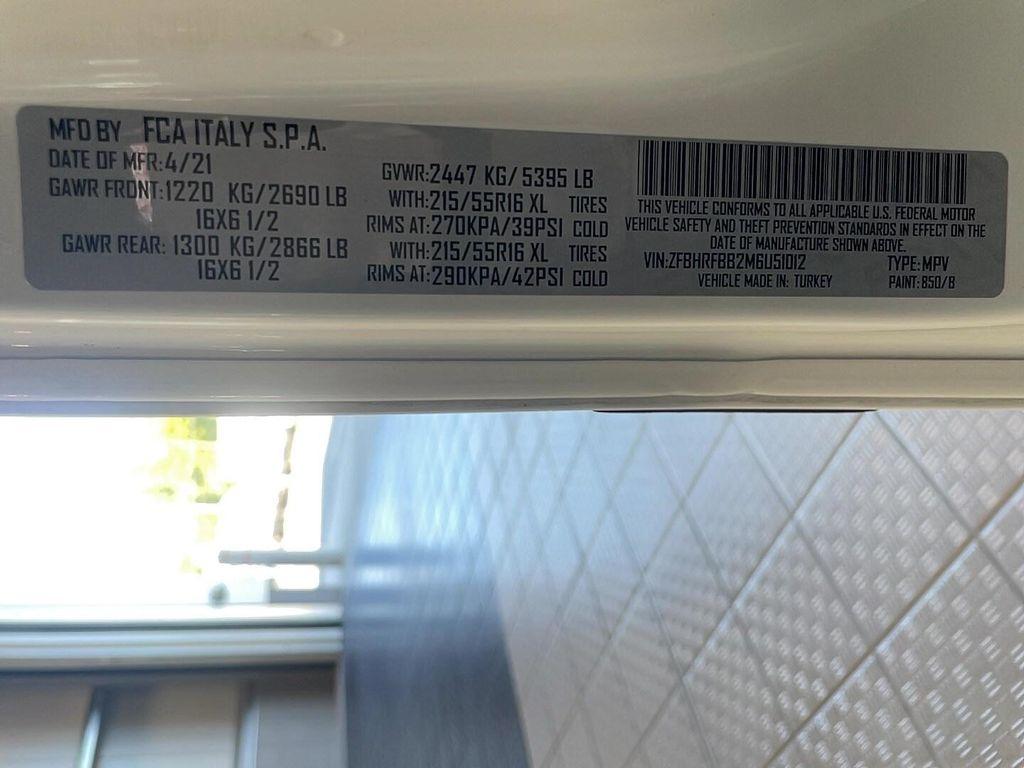 MFD BY FCA ITALY S.P.A.
DATE OF MFR:4/21
GAWR FRONT:1220 KG/2690 LB
16X6 1/2
GAWR REAR: 1300 KG/2866 LB
16X6 1/2
GVWR:2447 KG/5395 LB
WITH:215/55R16 XL TIRES
RIMS AT:270KPA/39PSI COLD
WITH:215/55R16 XL TIRES
RIMS AT:290KPA/42PSI COLD
THIS VEHICLE CONFORMS TO ALL APPLICABLE U.S. FEDERAL MOTOR
VEHICLE SAFETY AND THEFT PREVENTION STANDARDS IN EFFECT ON THE
DATE OF MANUFACTURE SHOWN ABOVE.
VIN:ZFBHRFBB2M6U51012 TYPE:MPV
VEHICLE MADE IN: TURKEY PAINT:850/B